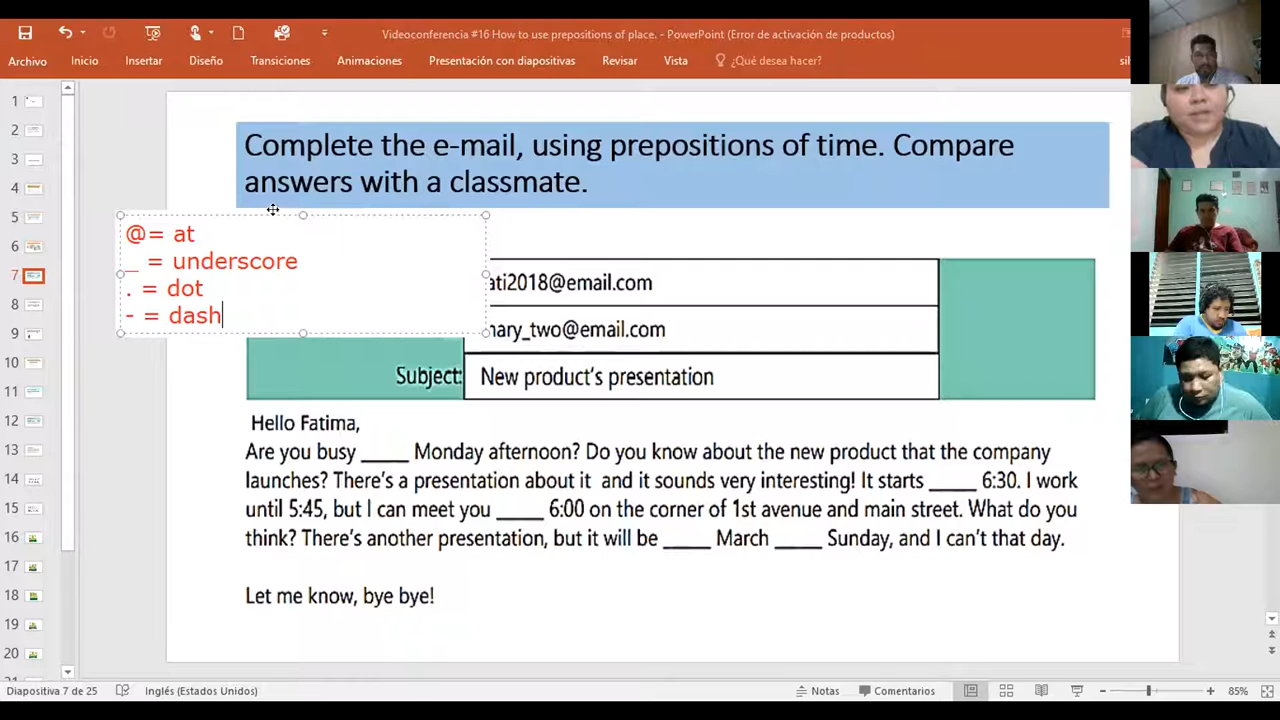 Videoconferencia #16 How to use prepositions of place. - PowerPoint (Error de activación de productos)
Archivo Inicio Insertar Diseño Transiciones Animaciones Presentación con diapositivas Revisar Vista ¿Qué desea hacer?
1
2
3
4
5
6
7
8
9
10
11
12
13
14
15
16
17
18
19
20
Complete the e-mail, using prepositions of time. Compare
answers with a classmate.
@= at
_ = underscore
. = dot
- = dash
ati2018@email.com
mary_two@email.com
Subject: New product's presentation
Hello Fatima,
Are you busy _____ Monday afternoon? Do you know about the new product that the company
launches? There's a presentation about it and it sounds very interesting! It starts _____ 6:30. I work
until 5:45, but I can meet you _____ 6:00 on the corner of 1st avenue and main street. What do you
think? There's another presentation, but it will be _____ March _____ Sunday, and I can't that day.
Let me know, bye bye!
Diapositiva 7 de 25 Inglés (Estados Unidos) Notas Comentarios 85%